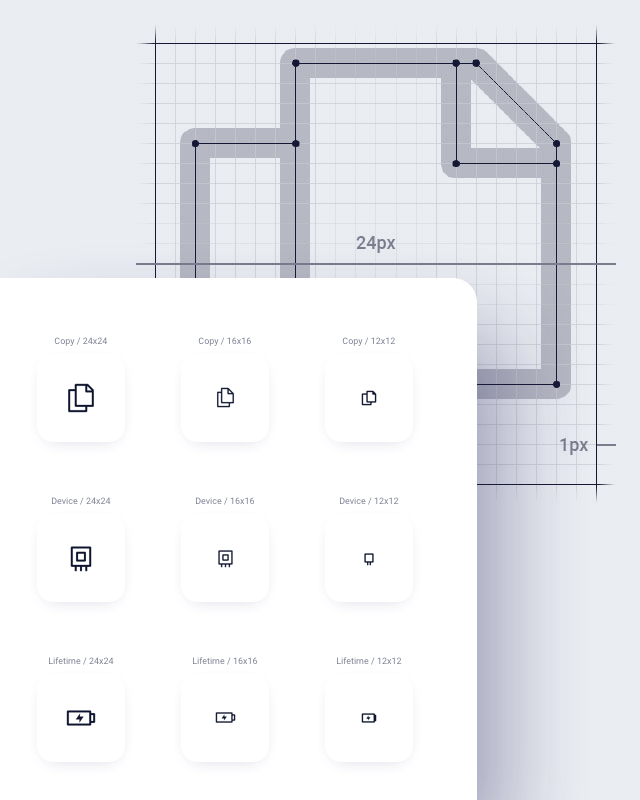 24px
Copy / 24x24
Copy / 16x16
Copy / 12x12
1px
Device / 24x24
Device / 16x16
Device / 12x12
Lifetime / 24x24
Lifetime / 16x16
Lifetime / 12x12